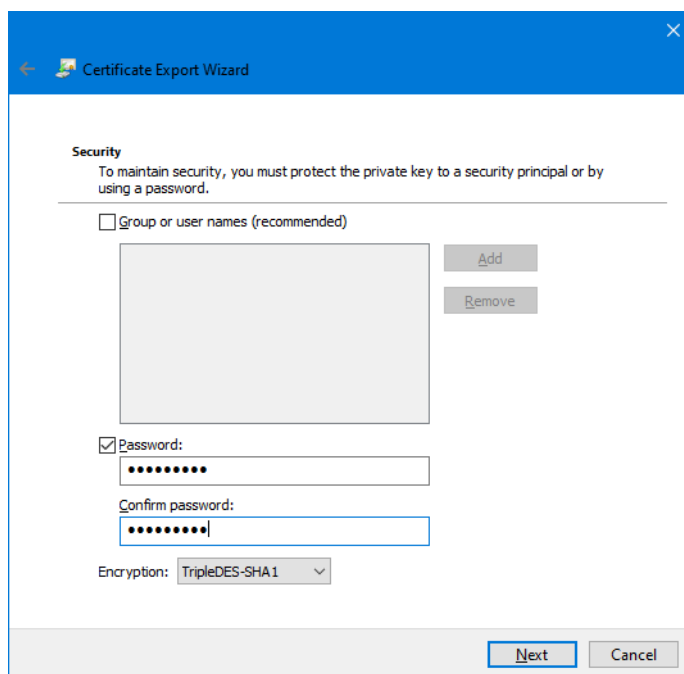 Certificate Export Wizard
Security
To maintain security, you must protect the private key to a security principal or by
using a password.
Group or user names (recommended)
Add
Remove
Password:
•••••••••
Confirm password:
•••••••••
Encryption: TripleDES-SHA1
Next Cancel